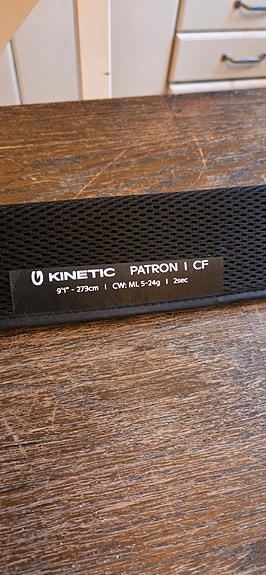 KINETIC PATRON | CF
9'1" - 273cm | CW: ML 5-24g | 2sec